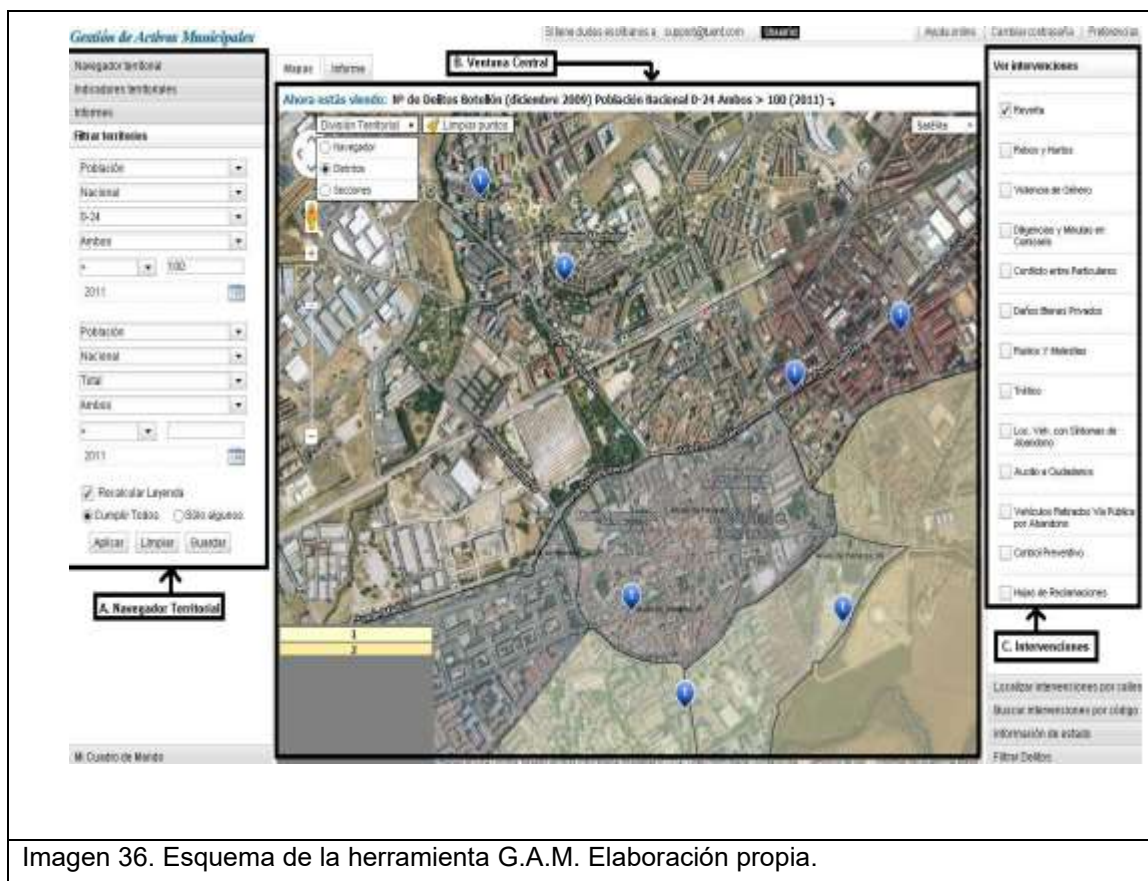 Gestión de Activos Municipales
Si tiene dudas escríbanos a
Usuario
Ayuda online | Cambiar contraseña | Preferencias
Navegador territorial
Indicadores territoriales
Informes
Filtrar territorios
Población
Nacional
0-24
Ambos
100
2011
Población
Nacional
Total
Ambos
2011
Recalcular Leyenda
Cumplir Todos
Sólo algunos
Aplicar
Limpiar
Guardar
A. Navegador Territorial
Mi Cuadro de Mando
Mapas
Informe
B. Ventana Central
Ahora estás viendo: Nº de Delitos Botellón (diciembre 2009) Población Nacional 0-24 Ambos > 100 (2011)
División Territorial
Limpiar puntos
Satélite
Navegador
Distritos
Secciones
1
2
Ver intervenciones
Reyerta
Robos y Hurtos
Violencia de Género
Diligencias y Minutas en Comisaría
Conflicto entre Particulares
Daños Bienes Privados
Ruidos Y Molestias
Tráfico
Loc. Veh. con Síntomas de Abandono
Auxilio a Ciudadanos
Vehículos Retirados Vía Pública por Abandono
Control Preventivo
Hojas de Reclamaciones
C. Intervenciones
Localizar intervenciones por calles
Buscar intervenciones por código
Información de estado
Filtrar Delitos
Imagen 36. Esquema de la herramienta G.A.M. Elaboración propia.